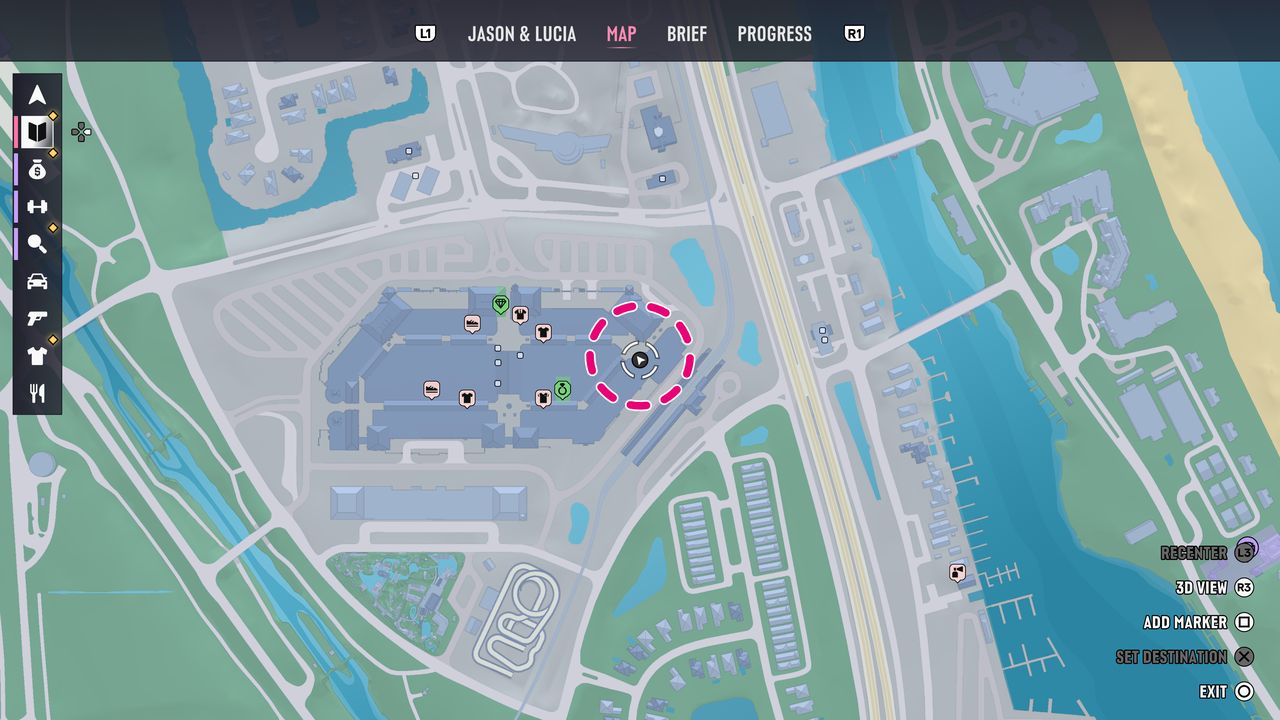 L1 JASON & LUCIA MAP BRIEF PROGRESS R1
RECENTER L3
3D VIEW R3
ADD MARKER
SET DESTINATION
EXIT